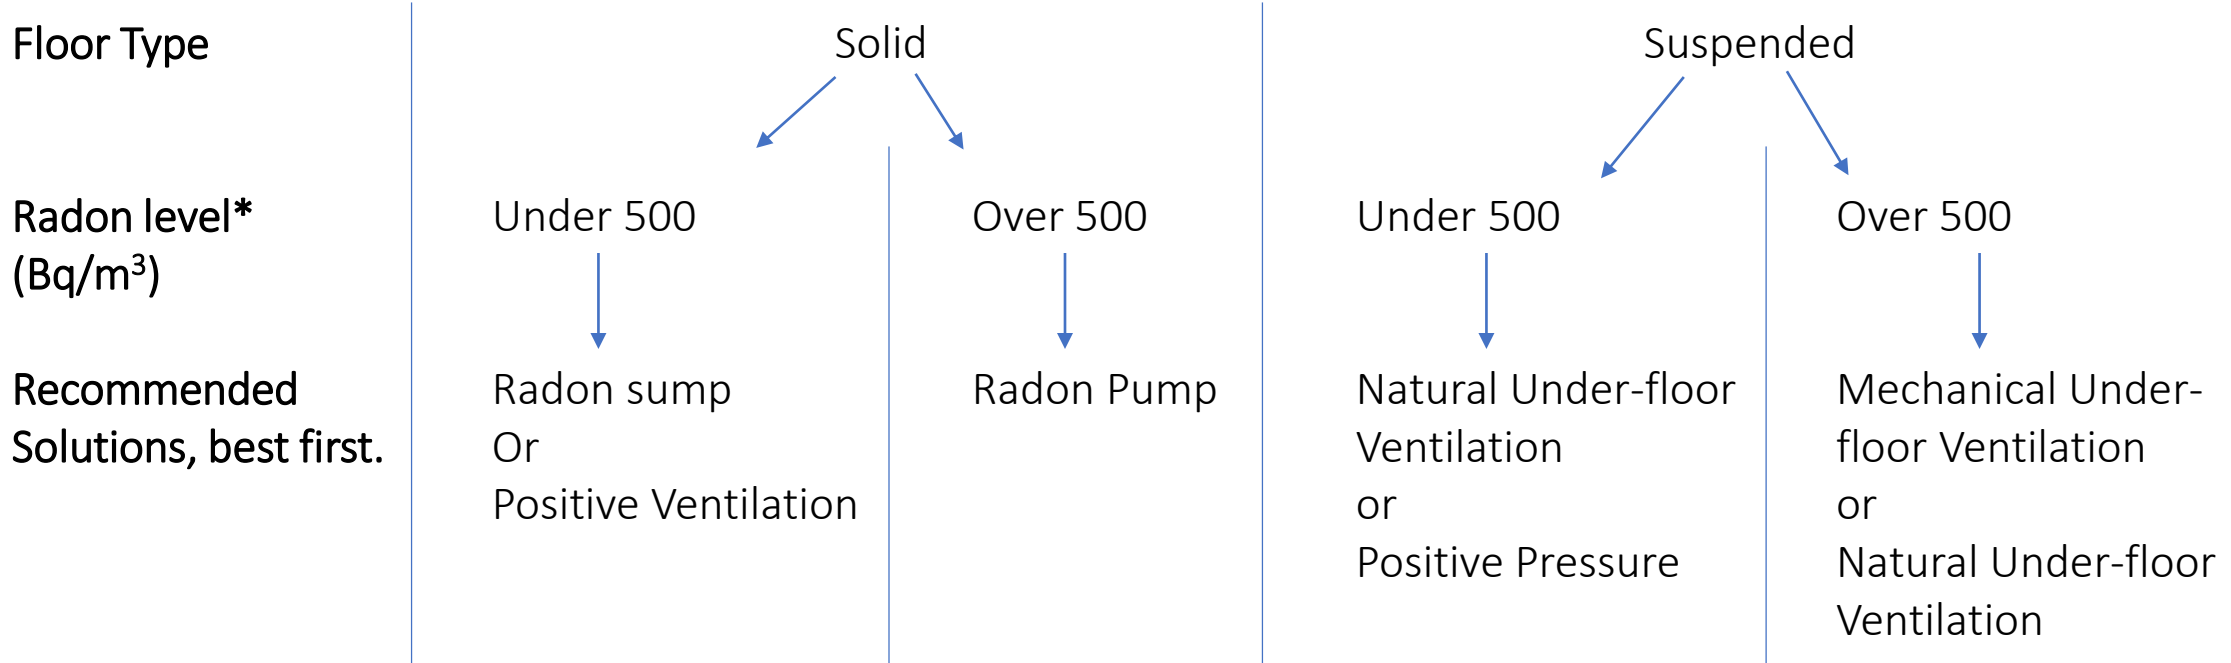 Floor Type
Solid
Suspended
Radon level*
(Bq/m³)
Under 500
Over 500
Under 500
Over 500
Recommended
Solutions, best first.
Radon sump
Or
Positive Ventilation
Radon Pump
Natural Under-floor
Ventilation
or
Positive Pressure
Mechanical Under-
floor Ventilation
or
Natural Under-floor
Ventilation